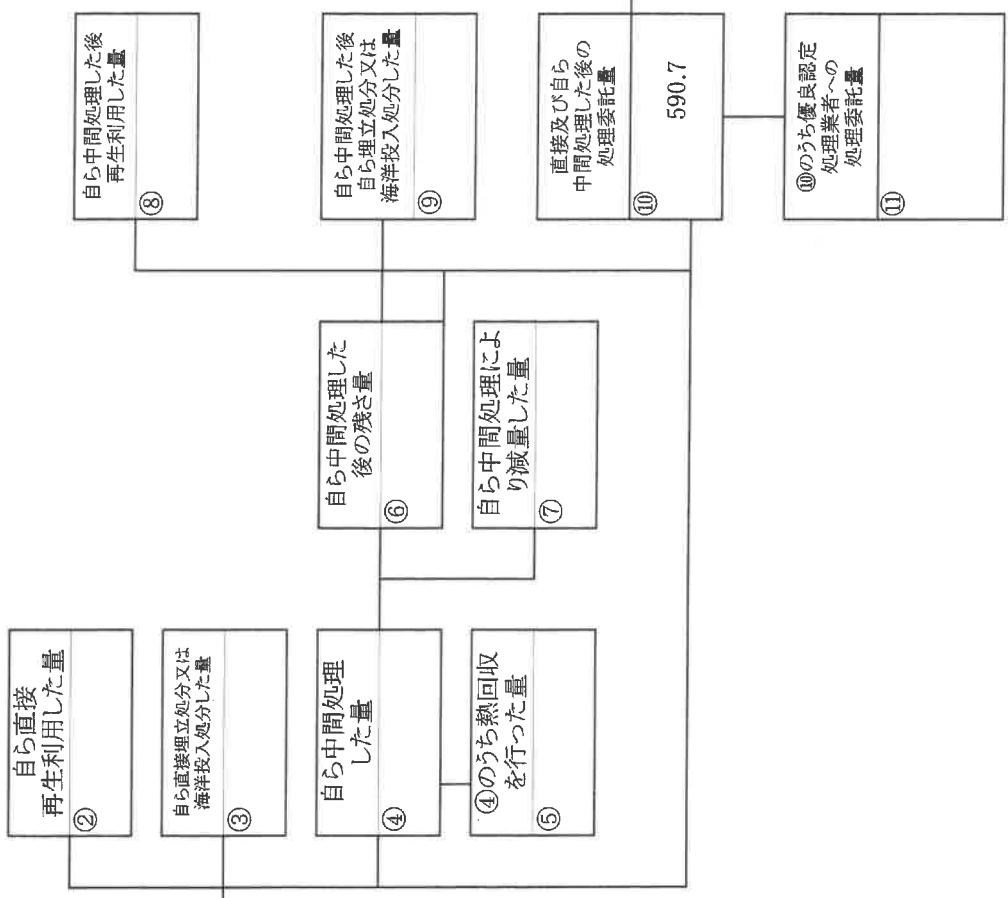 自ら直接
再生利用した量
②
自ら直接埋立処分又は
海洋投入処分した量
③
自ら中間処理
した量
④
④のうち熱回収
を行った量
⑤
自ら中間処理した
後の残さ量
⑥
自ら中間処理によ
り減量した量
⑦
自ら中間処理した後
再生利用した量
⑧
自ら中間処理した後
自ら埋立処分又は
海洋投入処分した量
⑨
直接及び自ら
中間処理した後の
処理委託量
⑩
590.7
⑩のうち優良認定
処理業者への
処理委託量
⑪